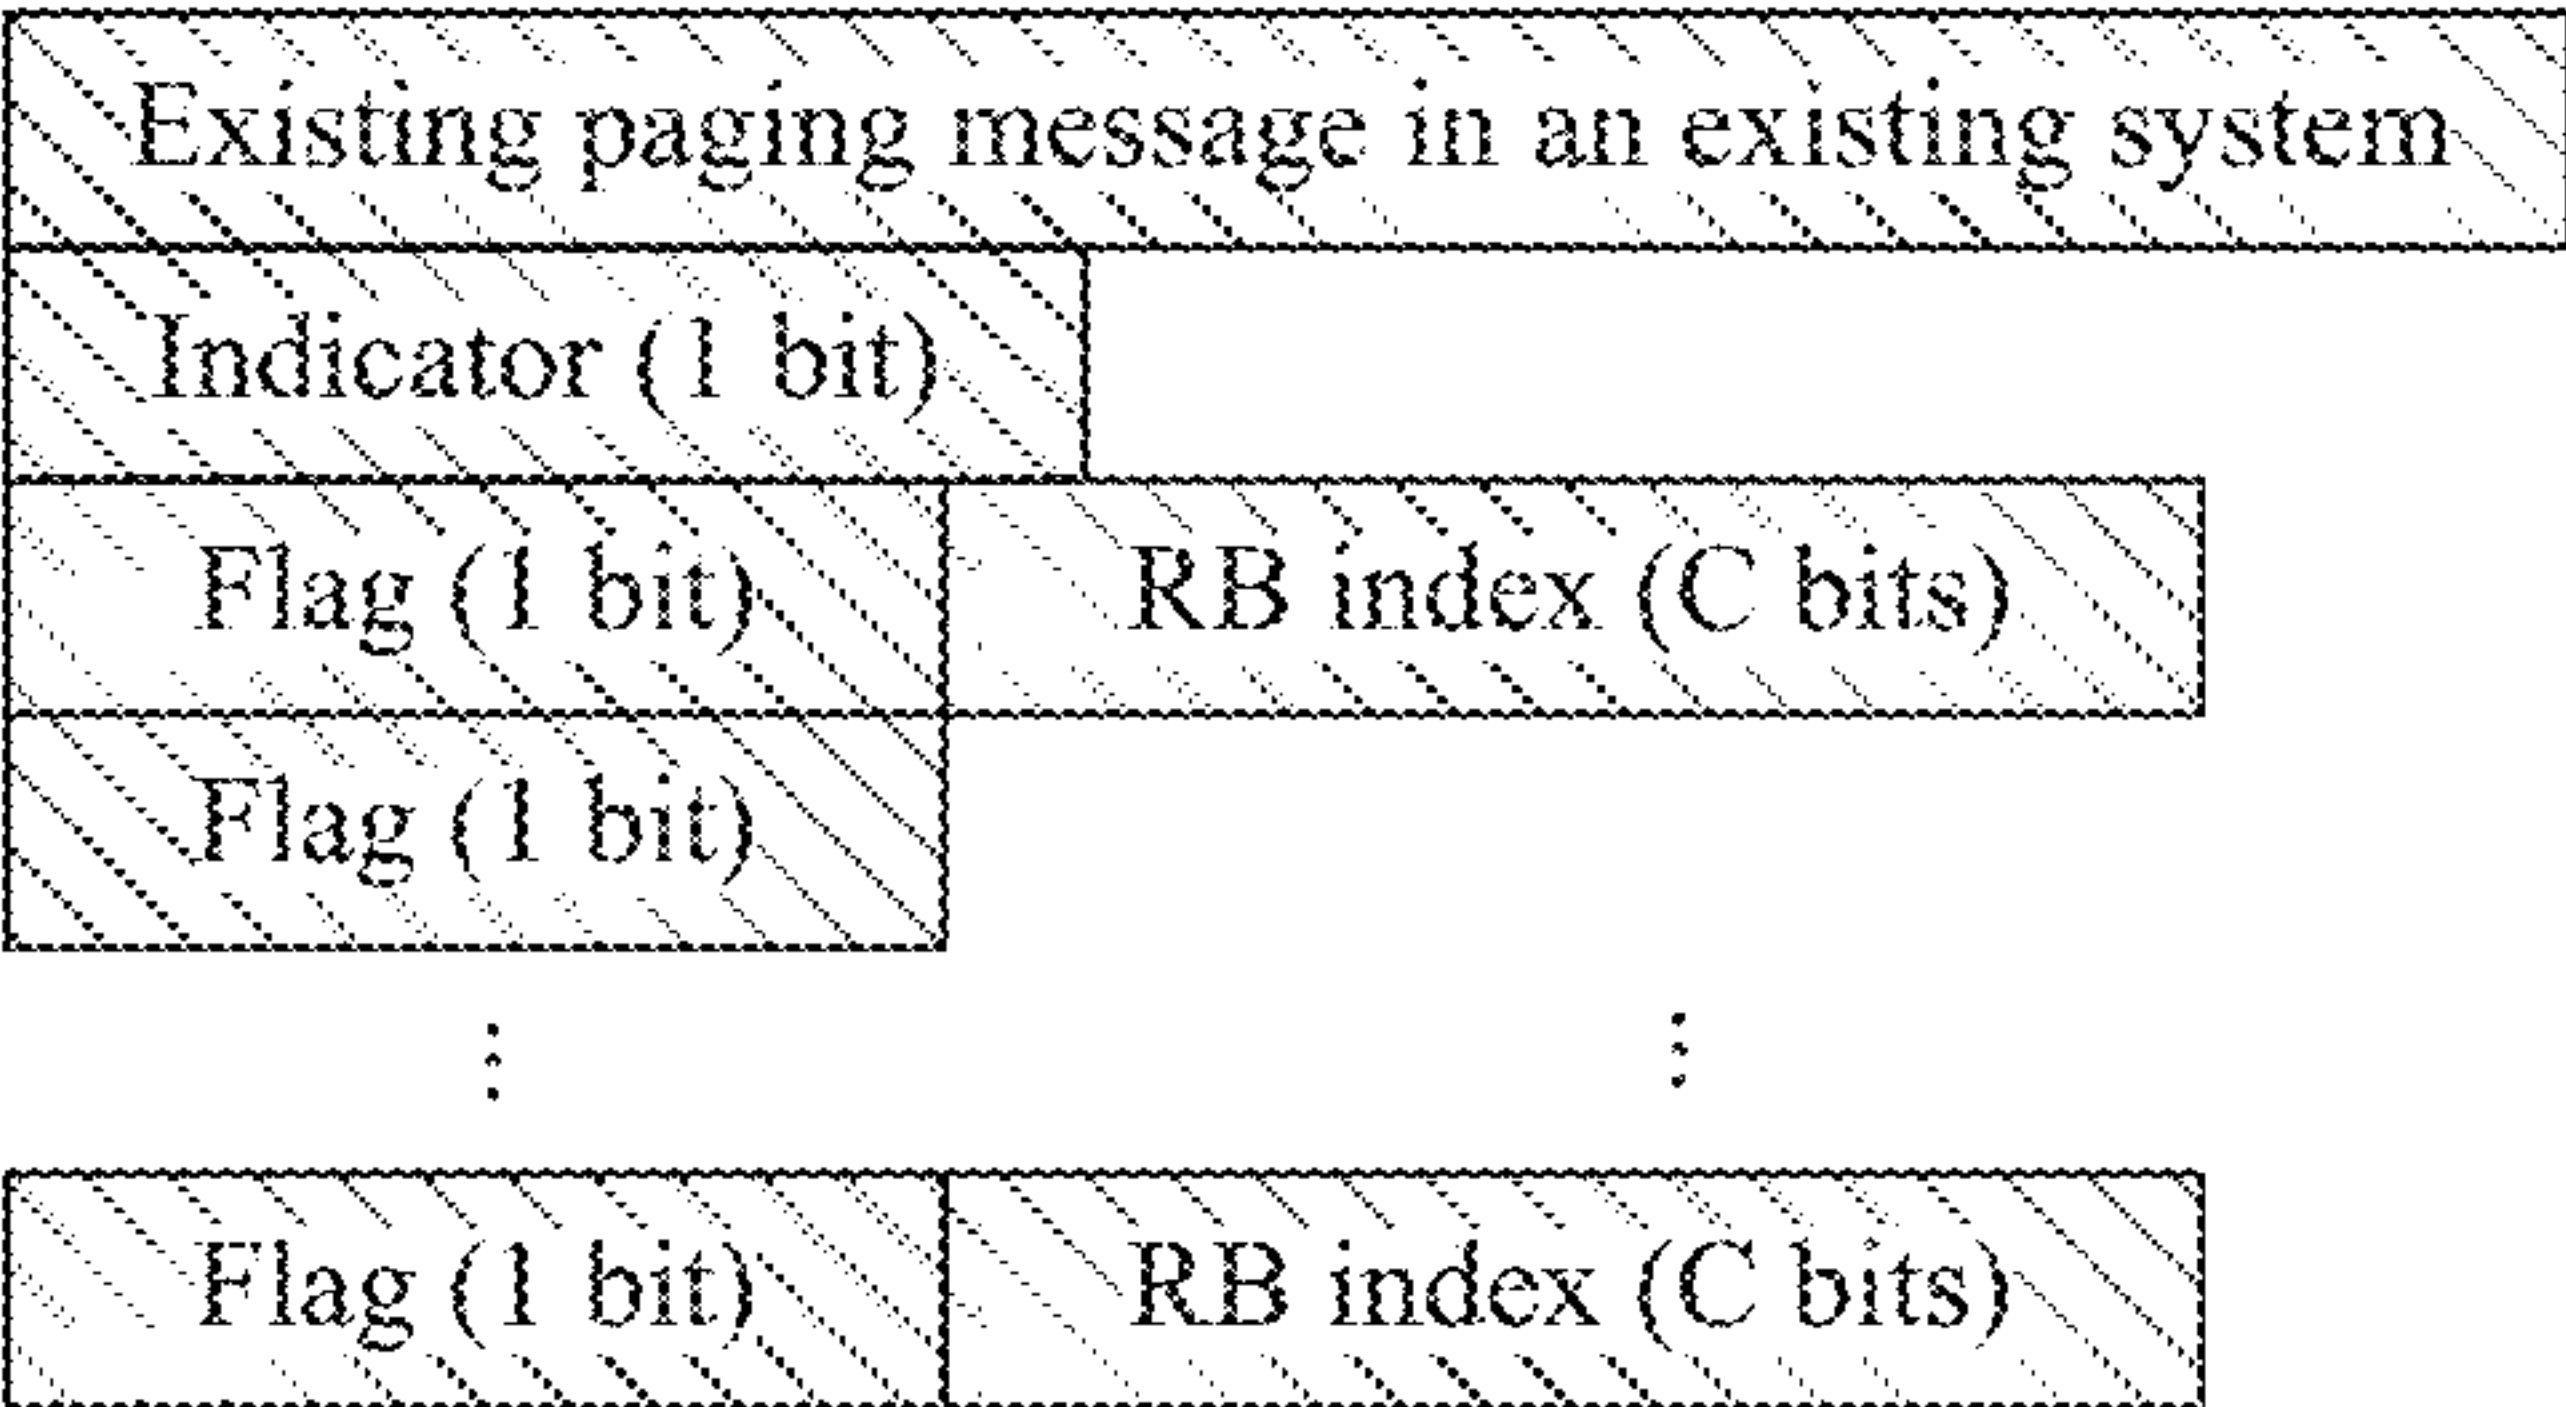 Existing paging message in an existing system
Indicator (1 bit)
Flag (1 bit) RB index (C bits)
Flag (1 bit)
⋮ ⋮
Flag (1 bit) RB index (C bits)